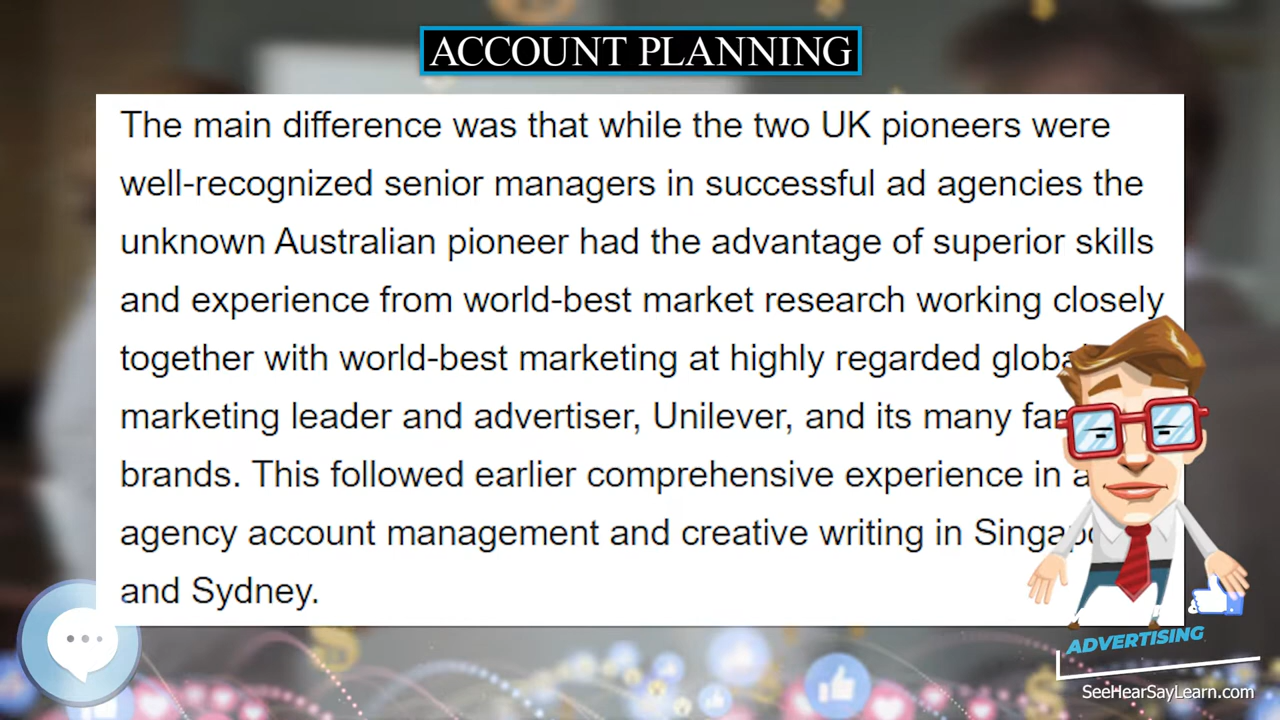 ACCOUNT PLANNING
The main difference was that while the two UK pioneers were
well-recognized senior managers in successful ad agencies the
unknown Australian pioneer had the advantage of superior skills
and experience from world-best market research working closely
together with world-best marketing at highly regarded global
marketing leader and advertiser, Unilever, and its many
brands. This followed earlier comprehensive experience in
agency account management and creative writing in Singapore
and Sydney.
ADVERTISING
SeeHearSayLearn.com